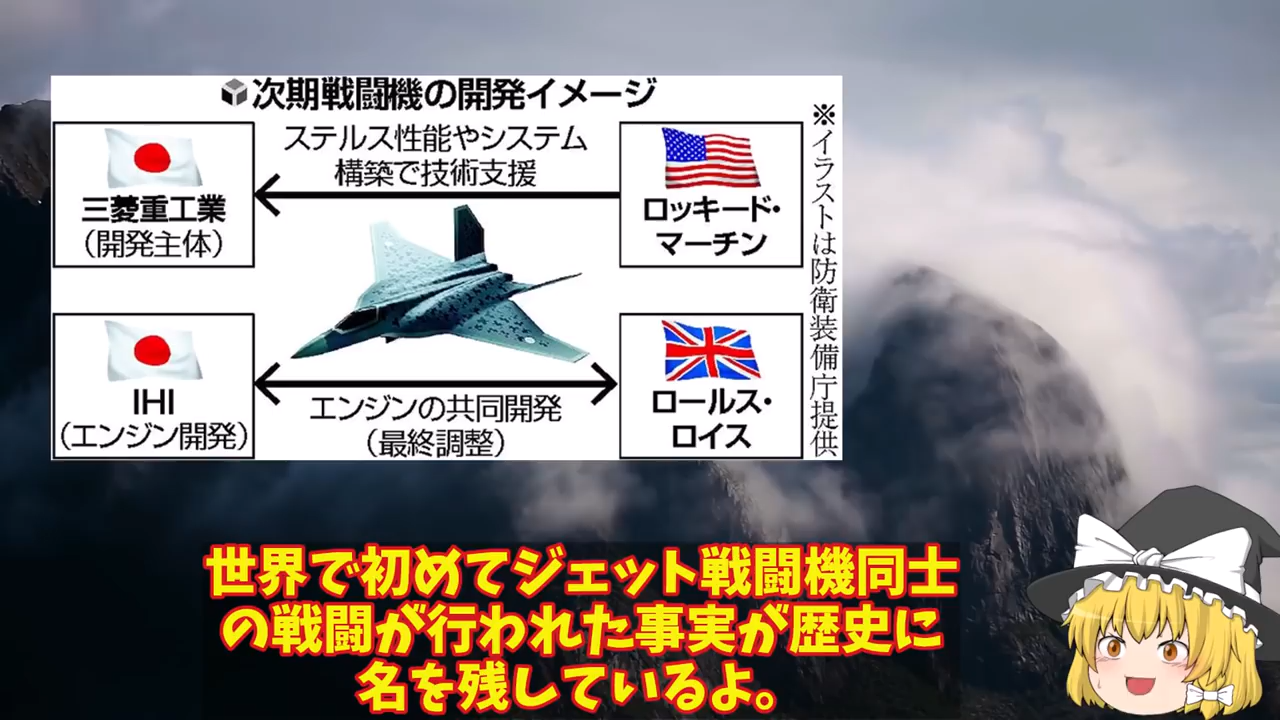 次期戦闘機の開発イメージ
ステルス性能やシステム
構築で技術支援
三菱重工業
（開発主体）
ロッキード・
マーチン
IHI
（エンジン開発）
エンジンの共同開発
（最終調整）
ロールス・
ロイス
※イラストは防衛装備庁提供
世界で初めてジェット戦闘機同士
の戦闘が行われた事実が歴史に
名を残しているよ。